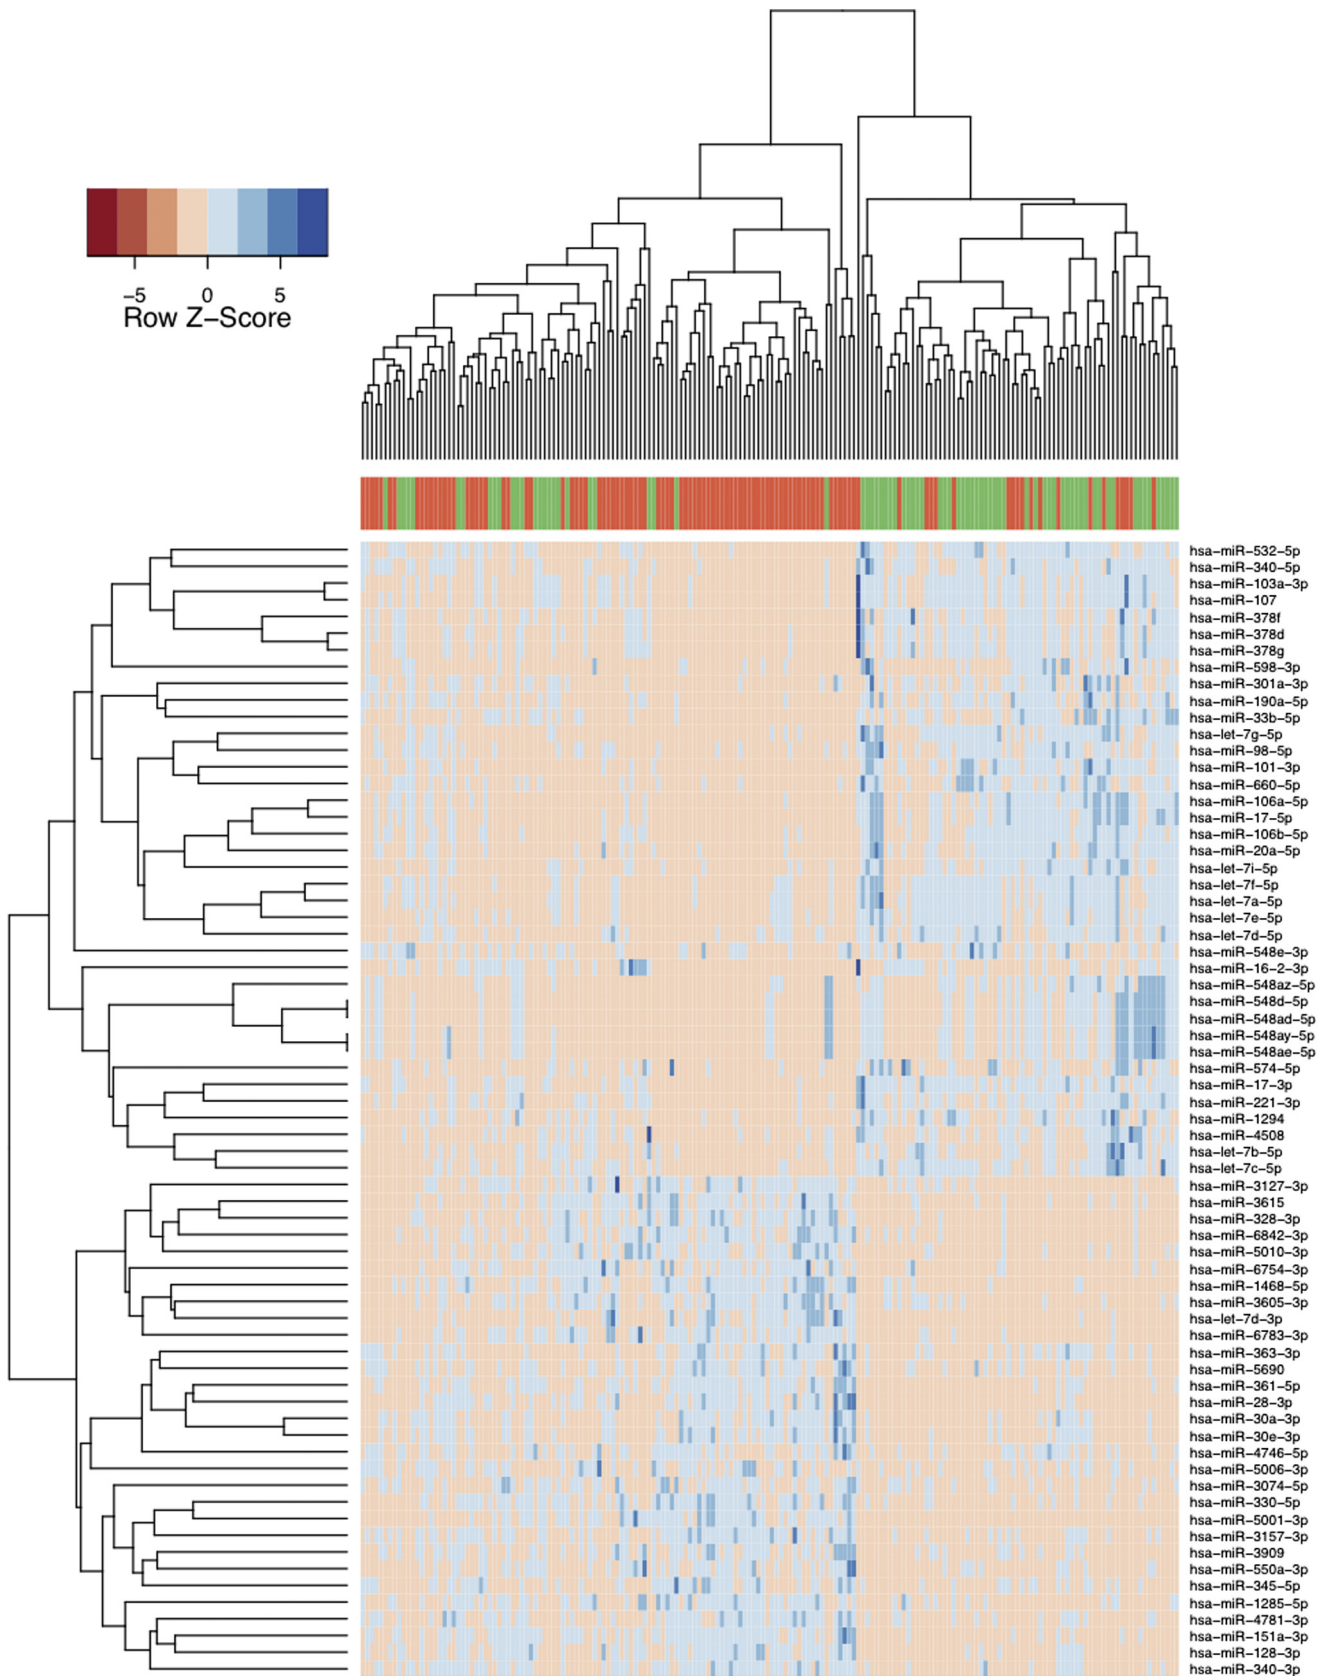 −5 0 5
Row Z−Score
hsa−miR−532−5p
hsa−miR−340−5p
hsa−miR−103a−3p
hsa−miR−107
hsa−miR−378f
hsa−miR−378d
hsa−miR−378g
hsa−miR−598−3p
hsa−miR−301a−3p
hsa−miR−190a−5p
hsa−miR−33b−5p
hsa−let−7g−5p
hsa−miR−98−5p
hsa−miR−101−3p
hsa−miR−660−5p
hsa−miR−106a−5p
hsa−miR−17−5p
hsa−miR−106b−5p
hsa−miR−20a−5p
hsa−let−7i−5p
hsa−let−7f−5p
hsa−let−7a−5p
hsa−let−7e−5p
hsa−let−7d−5p
hsa−miR−548e−3p
hsa−miR−16−2−3p
hsa−miR−548az−5p
hsa−miR−548d−5p
hsa−miR−548ad−5p
hsa−miR−548ay−5p
hsa−miR−548ae−5p
hsa−miR−574−5p
hsa−miR−17−3p
hsa−miR−221−3p
hsa−miR−1294
hsa−miR−4508
hsa−let−7b−5p
hsa−let−7c−5p
hsa−miR−3127−3p
hsa−miR−3615
hsa−miR−328−3p
hsa−miR−6842−3p
hsa−miR−5010−3p
hsa−miR−6754−3p
hsa−miR−1468−5p
hsa−miR−3605−3p
hsa−let−7d−3p
hsa−miR−6783−3p
hsa−miR−363−3p
hsa−miR−5690
hsa−miR−361−5p
hsa−miR−28−3p
hsa−miR−30a−3p
hsa−miR−30e−3p
hsa−miR−4746−5p
hsa−miR−5006−3p
hsa−miR−3074−5p
hsa−miR−330−5p
hsa−miR−5001−3p
hsa−miR−3157−3p
hsa−miR−3909
hsa−miR−550a−3p
hsa−miR−345−5p
hsa−miR−1285−5p
hsa−miR−4781−3p
hsa−miR−151a−3p
hsa−miR−128−3p
hsa−miR−340−3p